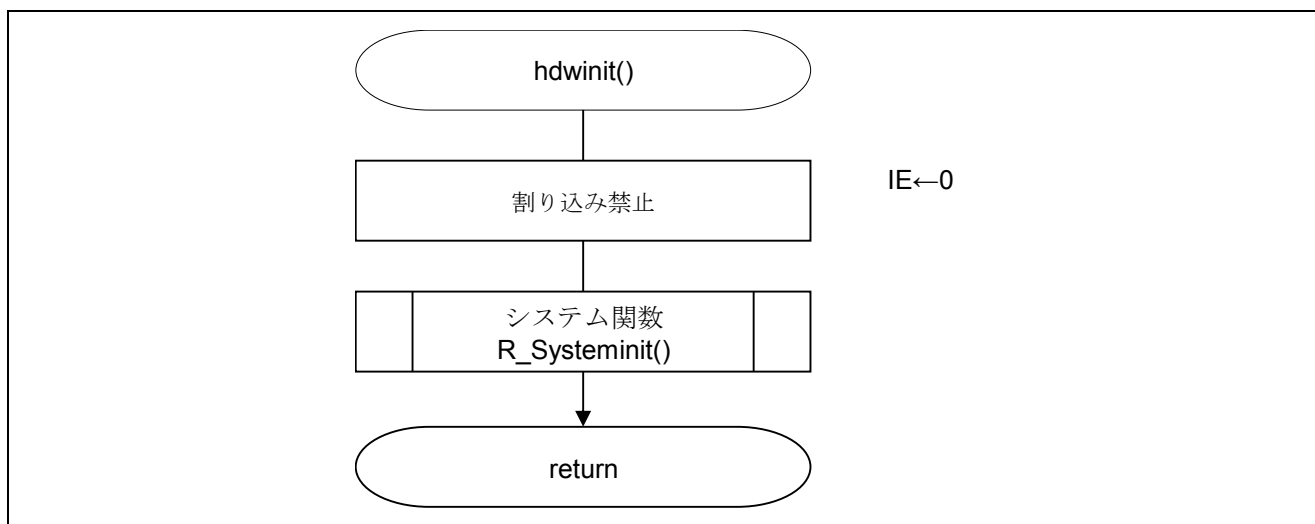 hdwinit()
割り込み禁止
IE←0
システム関数
R_Systeminit()
return